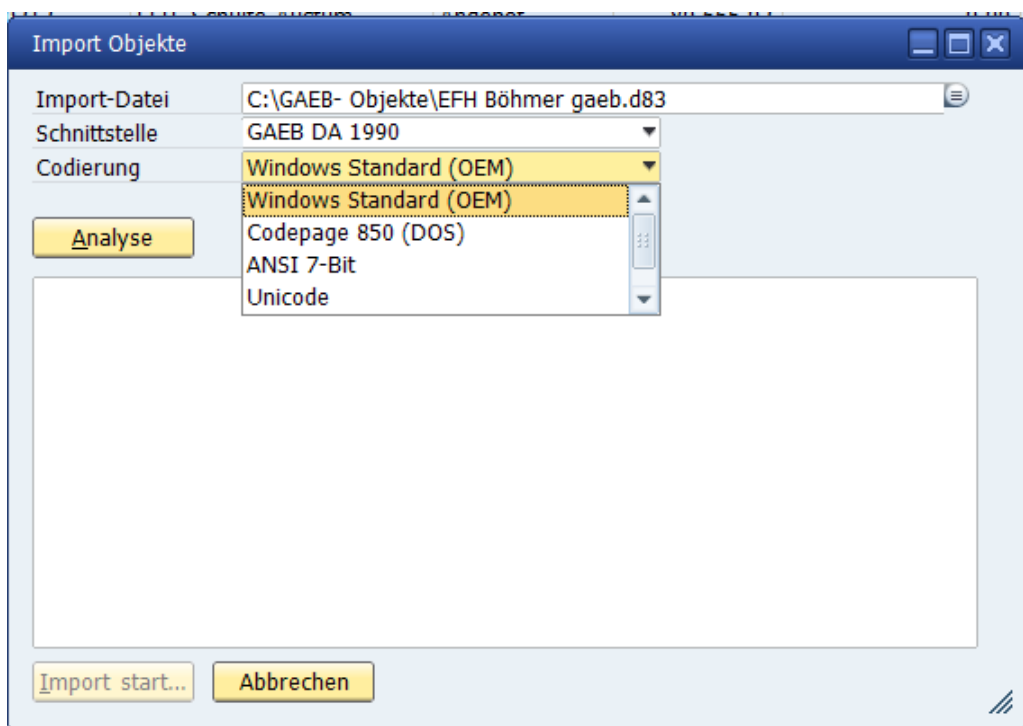 Import Objekte
Import-Datei C:\GAEB- Objekte\EFH Böhmer gaeb.d83
Schnittstelle GAEB DA 1990
Codierung Windows Standard (OEM)
Windows Standard (OEM)
Codepage 850 (DOS)
ANSI 7-Bit
Unicode
Analyse
Import start... Abbrechen